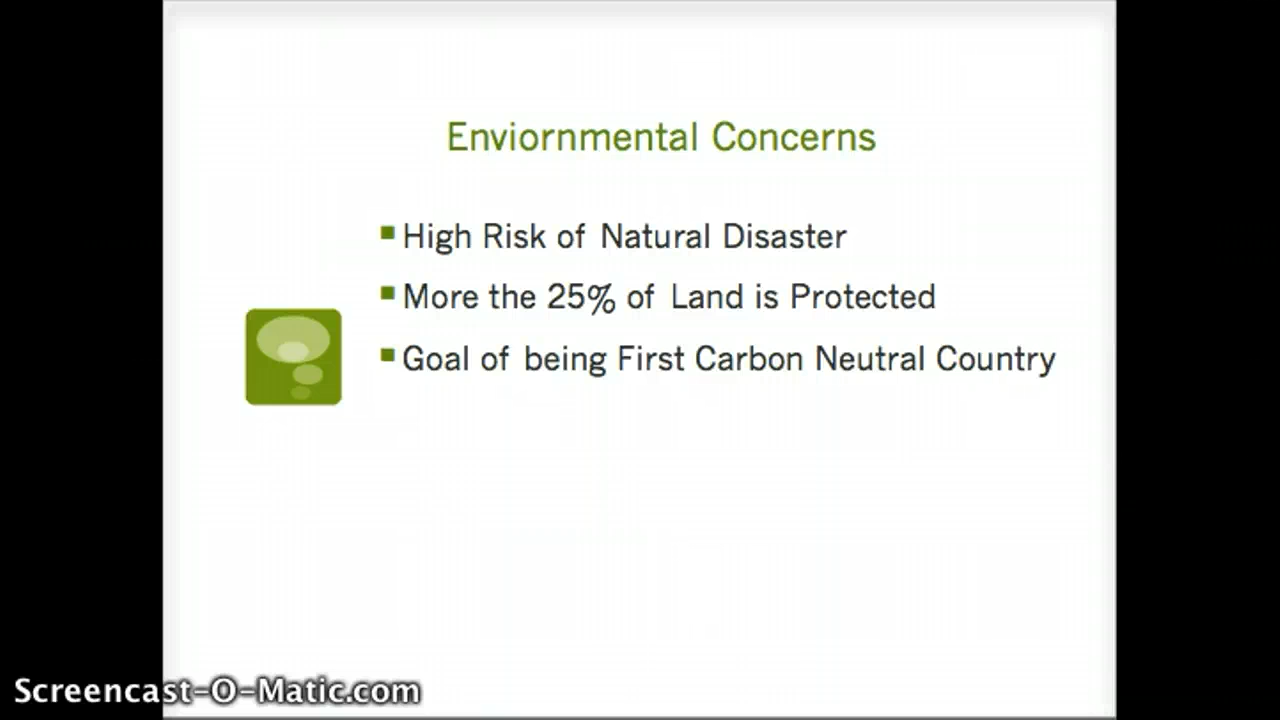 Enviornmental Concerns
High Risk of Natural Disaster
More the 25% of Land is Protected
Goal of being First Carbon Neutral Country
Screencast-O-Matic.com